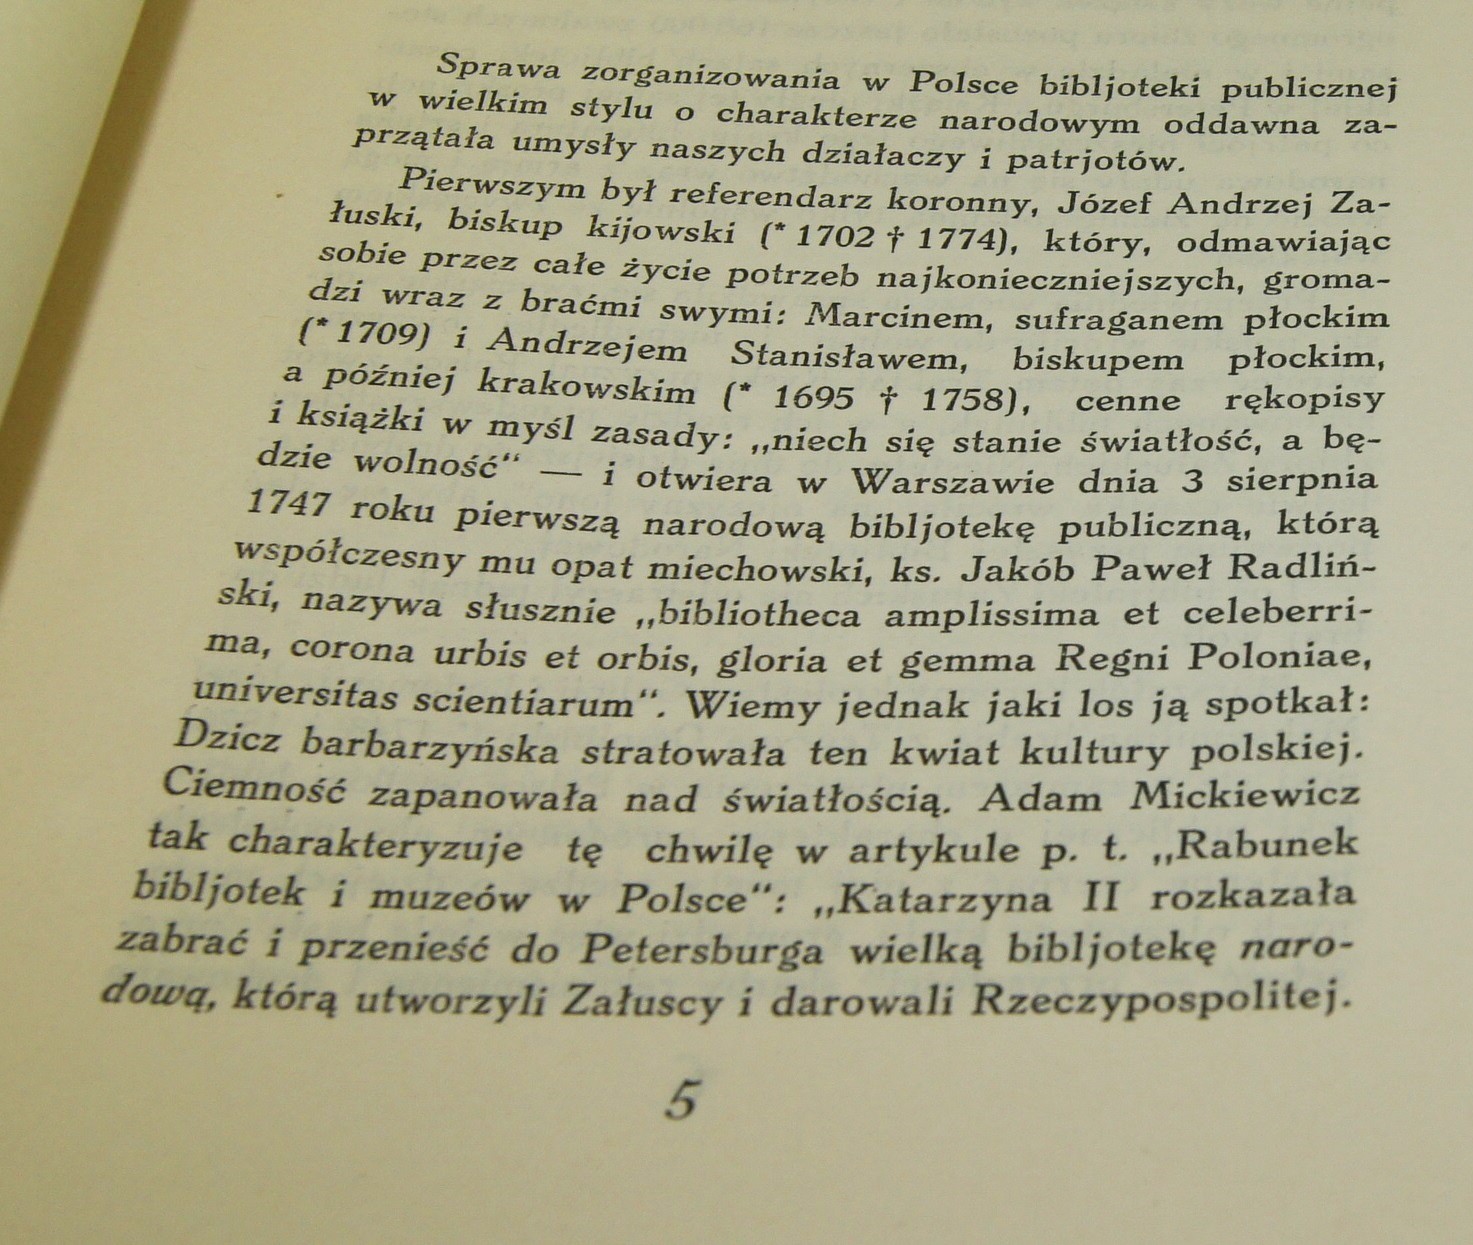 Sprawa zorganizowania w Polsce bibljoteki publicznej
w wielkim stylu o charakterze narodowym oddawna za-
przątała umysły naszych działaczy i patrjotów.
Pierwszym był referendarz koronny, Józef Andrzej Za-
łuski, biskup kijowski (* 1702 † 1774), który, odmawiając
sobie przez całe życie potrzeb najkonieczniejszych, groma-
dzi wraz z braćmi swymi: Marcinem, sufraganem płockim
(* 1709) i Andrzejem Stanisławem, biskupem płockim,
a później krakowskim (* 1695 † 1758), cenne rękopisy
i książki w myśl zasady: „niech się stanie światłość, a bę-
dzie wolność“ — i otwiera w Warszawie dnia 3 sierpnia
1747 roku pierwszą narodową bibljotekę publiczną, którą
współczesny mu opat miechowski, ks. Jakób Paweł Radliń-
ski, nazywa słusznie „bibliotheca amplissima et celeberri-
ma, corona urbis et orbis, gloria et gemma Regni Poloniae,
universitas scientiarum“. Wiemy jednak jaki los ją spotkał:
Dzicz barbarzyńska stratowała ten kwiat kultury polskiej.
Ciemność zapanowała nad światłością. Adam Mickiewicz
tak charakteryzuje tę chwilę w artykule p. t. „Rabunek
bibljotek i muzeów w Polsce“: „Katarzyna II rozkazała
zabrać i przenieść do Petersburga wielką bibljotekę naro-
dową, którą utworzyli Załuscy i darowali Rzeczypospolitej.
5